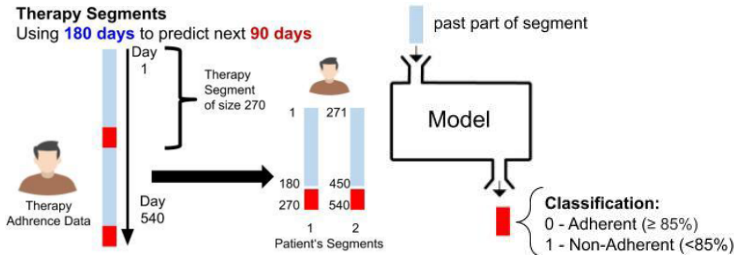 Therapy Segments
Using 180 days to predict next 90 days
Day
1
Therapy
Segment
of size 270
Therapy
Adhrence Data
Day
540
1
271
180
450
270
540
1
2
Patient's Segments
past part of segment
Model
Classification:
0 - Adherent (≥ 85%)
1 - Non-Adherent (<85%)